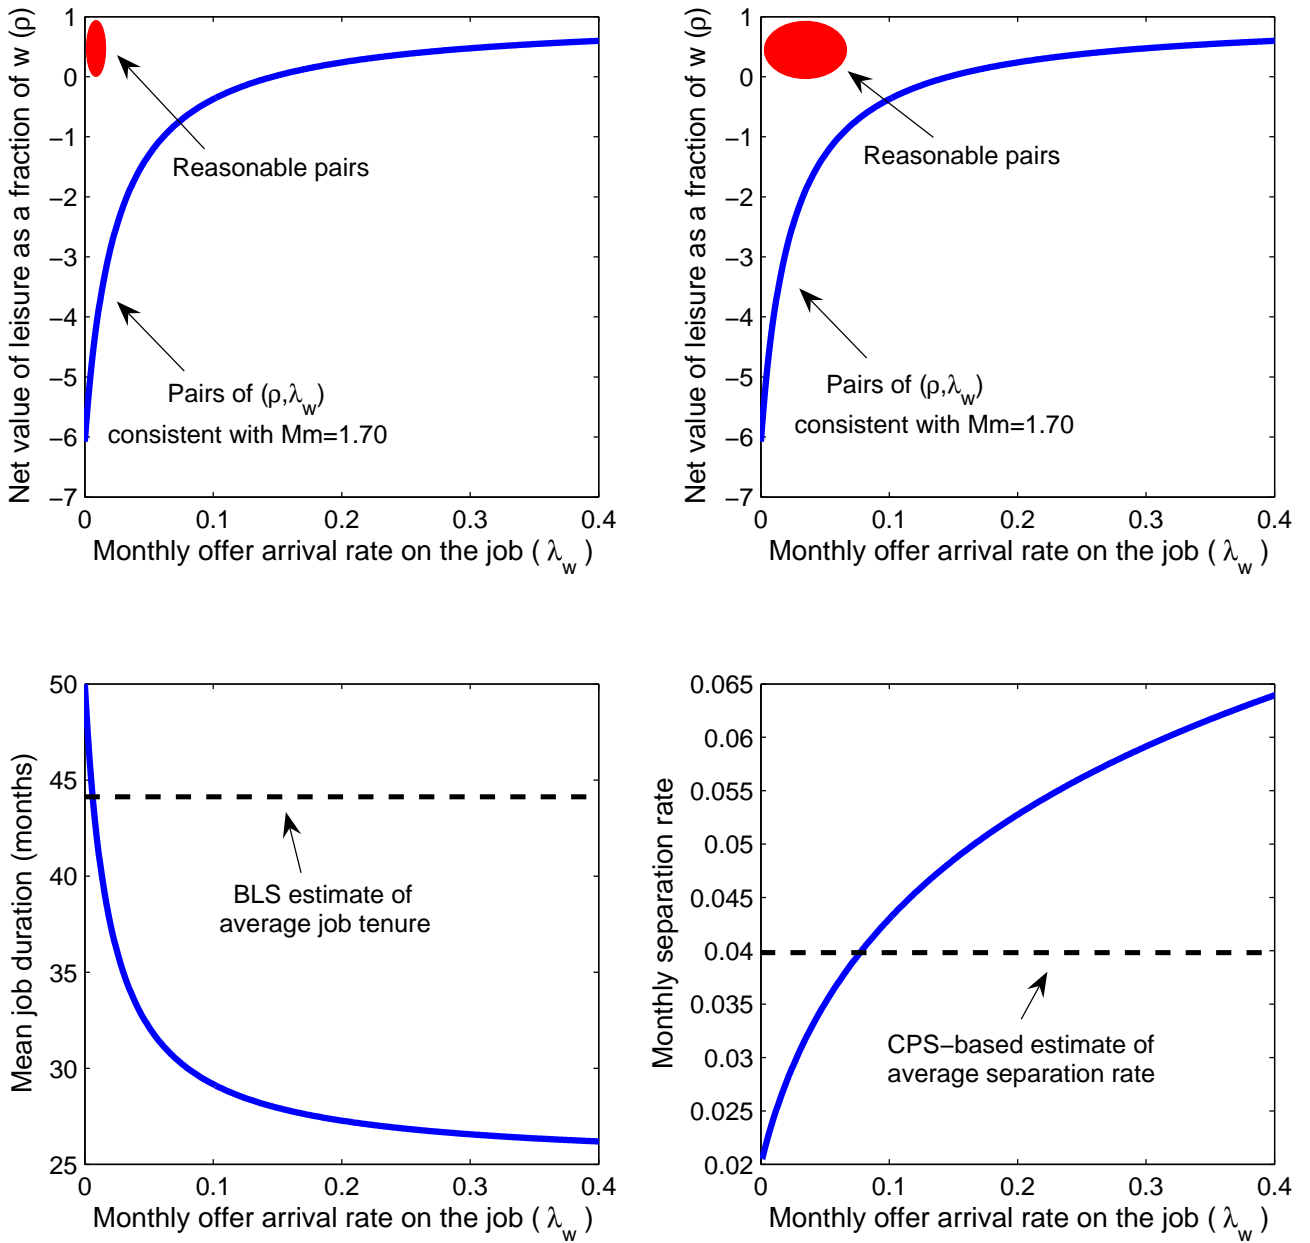 Net value of leisure as a fraction of w (ρ)
1
0
−1
−2
−3
−4
−5
−6
−7
Reasonable pairs
Pairs of (ρ,λw)
consistent with Mm=1.70
0 0.1 0.2 0.3 0.4
Monthly offer arrival rate on the job ( λw )
Net value of leisure as a fraction of w (ρ)
1
0
−1
−2
−3
−4
−5
−6
−7
Reasonable pairs
Pairs of (ρ,λw)
consistent with Mm=1.70
0 0.1 0.2 0.3 0.4
Monthly offer arrival rate on the job ( λw )
Mean job duration (months)
50
45
40
35
30
25
BLS estimate of
average job tenure
0 0.1 0.2 0.3 0.4
Monthly offer arrival rate on the job ( λw )
Monthly separation rate
0.065
0.06
0.055
0.05
0.045
0.04
0.035
0.03
0.025
0.02
CPS−based estimate of
average separation rate
0 0.1 0.2 0.3 0.4
Monthly offer arrival rate on the job ( λw )